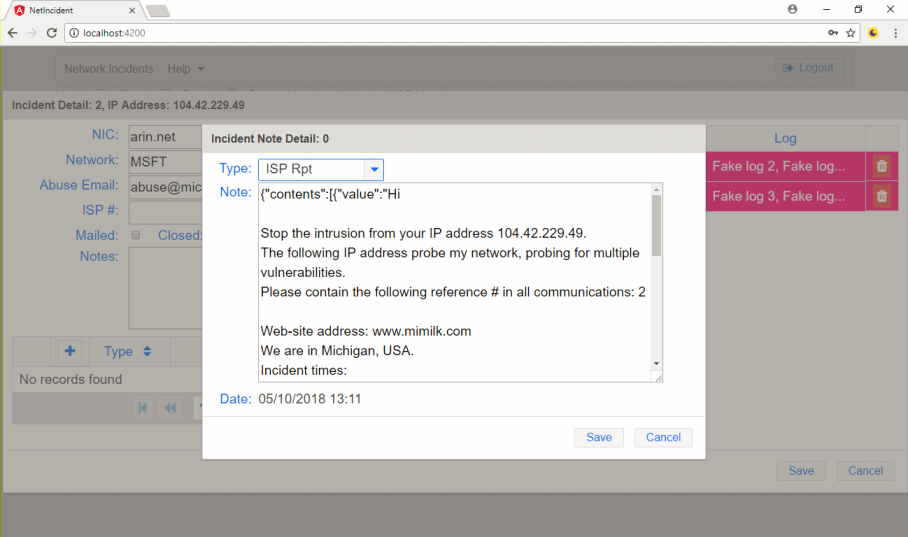 NetIncident
localhost:4200
Network Incidents Help Logout
Incident Detail: 2, IP Address: 104.42.229.49
NIC: arin.net
Network: MSFT
Abuse Email: abuse@mic
ISP #:
Mailed: Closed:
Notes:
Type
No records found
Log
Fake log 2, Fake log...
Fake log 3, Fake log...
Save Cancel
Incident Note Detail: 0
Type: ISP Rpt
Note: {"contents":[{"value":"Hi
Stop the intrusion from your IP address 104.42.229.49.
The following IP address probe my network, probing for multiple
vulnerabilities.
Please contain the following reference # in all communications: 2
Web-site address: www.mimilk.com
We are in Michigan, USA.
Incident times:
Date: 05/10/2018 13:11
Save Cancel